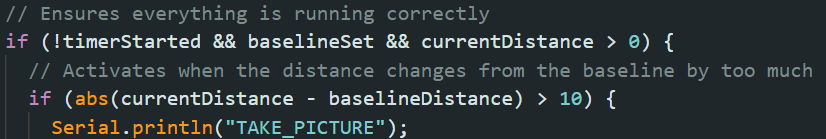 // Ensures everything is running correctly
if (!timerStarted && baselineSet && currentDistance > 0) {
// Activates when the distance changes from the baseline by too much
if (abs(currentDistance - baselineDistance) > 10) {
Serial.println("TAKE_PICTURE");